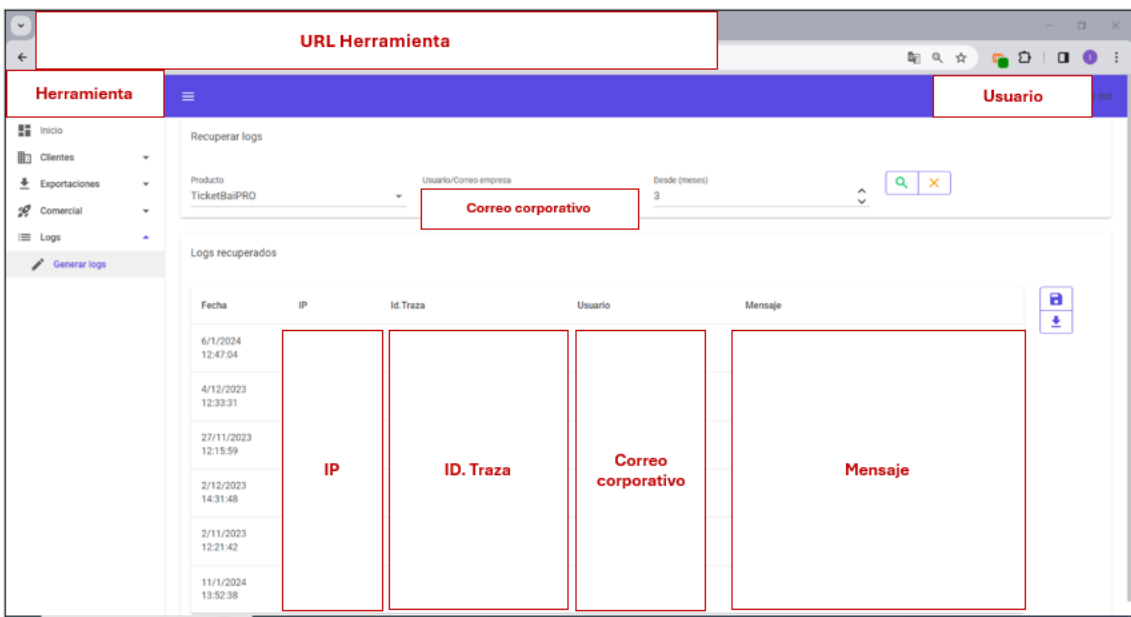 URL Herramienta
Herramienta
Usuario
out
Inicio
Clientes
Exportaciones
Comercial
Logs
Generar logs
Recuperar logs
Producto
TicketBaiPRO
Usuario/Correo empresa
Correo corporativo
Desde (meses)
3
Logs recuperados
Fecha IP Id.Traza Usuario Mensaje
6/1/2024
12:47:04
4/12/2023
12:33:31
27/11/2023
12:15:59
2/12/2023
14:31:48
2/11/2023
12:21:42
11/1/2024
13:52:38
IP
ID. Traza
Correo
corporativo
Mensaje